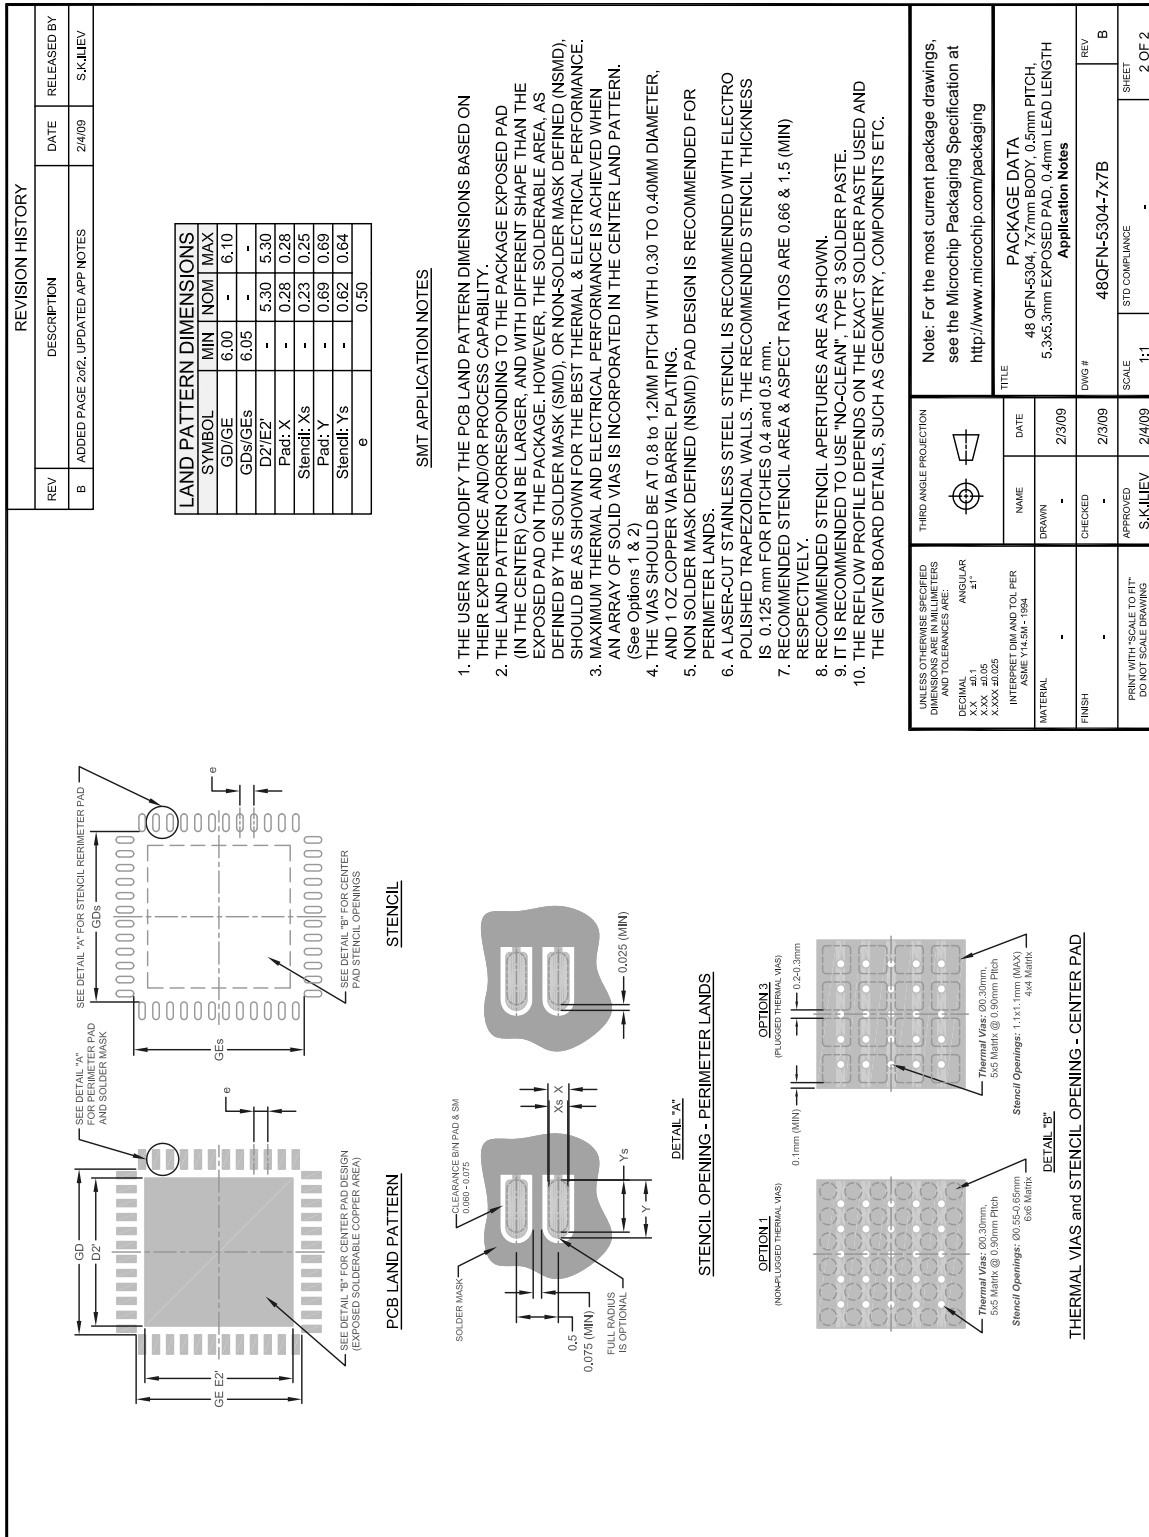 REVISION HISTORY
REV DESCRIPTION DATE RELEASED BY
B ADDED PAGE 2of2. UPDATED APP NOTES 2/4/09 S.K.ILIEV
LAND PATTERN DIMENSIONS
SYMBOL MIN NOM MAX
GD/GE 6.00 - 6.10
GDs/GEs 6.05 - -
D2'/E2' - 5.30 5.30
Pad: X - 0.28 0.28
Stencil: Xs - 0.23 0.25
Pad: Y - 0.69 0.69
Stencil: Ys - 0.62 0.64
e 0.50
SMT APPLICATION NOTES
1. THE USER MAY MODIFY THE PCB LAND PATTERN DIMENSIONS BASED ON
THEIR EXPERIENCE AND/OR PROCESS CAPABILITY.
2. THE LAND PATTERN CORRESPONDING TO THE PACKAGE EXPOSED PAD
(IN THE CENTER) CAN BE LARGER, AND WITH DIFFERENT SHAPE THAN THE
EXPOSED PAD ON THE PACKAGE. HOWEVER, THE SOLDERABLE AREA, AS
DEFINED BY THE SOLDER MASK (SMD), OR NON-SOLDER MASK DEFINED (NSMD),
SHOULD BE AS SHOWN FOR THE BEST THERMAL & ELECTRICAL PERFORMANCE.
3. MAXIMUM THERMAL AND ELECTRICAL PERFORMANCE IS ACHIEVED WHEN
AN ARRAY OF SOLID VIAS IS INCORPORATED IN THE CENTER LAND PATTERN.
(See Options 1 & 2)
4. THE VIAS SHOULD BE AT 0.8 to 1.2MM PITCH WITH 0.30 TO 0.40MM DIAMETER,
AND 1 OZ COPPER VIA BARREL PLATING.
5. NON SOLDER MASK DEFINED (NSMD) PAD DESIGN IS RECOMMENDED FOR
PERIMETER LANDS.
6. A LASER-CUT STAINLESS STEEL STENCIL IS RECOMMENDED WITH ELECTRO
POLISHED TRAPEZOIDAL WALLS. THE RECOMMENDED STENCIL THICKNESS
IS 0.125 mm FOR PITCHES 0.4 and 0.5 mm.
7. RECOMMENDED STENCIL AREA & ASPECT RATIOS ARE 0.66 & 1.5 (MIN)
RESPECTIVELY.
8. RECOMMENDED STENCIL APERTURES ARE AS SHOWN.
9. IT IS RECOMMENDED TO USE "NO-CLEAN", TYPE 3 SOLDER PASTE.
10. THE REFLOW PROFILE DEPENDS ON THE EXACT SOLDER PASTE USED AND
THE GIVEN BOARD DETAILS, SUCH AS GEOMETRY, COMPONENTS ETC.
SEE DETAIL "A"
FOR PERIMETER PAD
AND SOLDER MASK
GD
D2'
e
GE E2'
SEE DETAIL "B" FOR CENTER PAD DESIGN
(EXPOSED SOLDERABLE COPPER AREA)
PCB LAND PATTERN
SEE DETAIL "A" FOR STENCIL RERIMETER PAD
GDs
e
GEs
SEE DETAIL "B" FOR CENTER
PAD STENCIL OPENINGS
STENCIL
SOLDER MASK
CLEARANCE B/N PAD & SM
0.060 - 0.075
Xs X
Ys
Y
0.5
0.075 (MIN)
FULL RADIUS
IS OPTIONAL
0.025 (MIN)
DETAIL "A"
STENCIL OPENING - PERIMETER LANDS
OPTION 1
(NON-PLUGGED THERMAL VIAS)
Thermal Vias: Ø0.30mm,
5x5 Matrix @ 0.90mm Pitch
Stencil Openings: Ø0.55-0.65mm
6x6 Matrix
OPTION 3
(PLUGGED THERMAL VIAS)
0.1mm (MIN)
0.2-0.3mm
Thermal Vias: Ø0.30mm,
5x5 Matrix @ 0.90mm Pitch
Stencil Openings: 1.1x1.1mm (MAX)
4x4 Matrix
DETAIL "B"
THERMAL VIAS and STENCIL OPENING - CENTER PAD
UNLESS OTHERWISE SPECIFIED
DIMENSIONS ARE IN MILLIMETERS
AND TOLERANCES ARE:
DECIMAL ANGULAR
X.X ±0.1 ±1°
X.XX ±0.05
X.XXX ±0.025
INTERPRET DIM AND TOL PER
ASME Y14.5M - 1994
MATERIAL
-
FINISH
-
PRINT WITH "SCALE TO FIT"
DO NOT SCALE DRAWING
THIRD ANGLE PROJECTION
NAME DATE
DRAWN
- 2/3/09
CHECKED
- 2/3/09
APPROVED
S.K.ILIEV 2/4/09
Note: For the most current package drawings,
see the Microchip Packaging Specification at
http://www.microchip.com/packaging
TITLE
PACKAGE DATA
48 QFN-5304, 7x7mm BODY, 0.5mm PITCH,
5.3x5.3mm EXPOSED PAD, 0.4mm LEAD LENGTH
Application Notes
DWG # REV
48QFN-5304-7x7B B
SCALE STD COMPLIANCE SHEET
1:1 - 2 OF 2